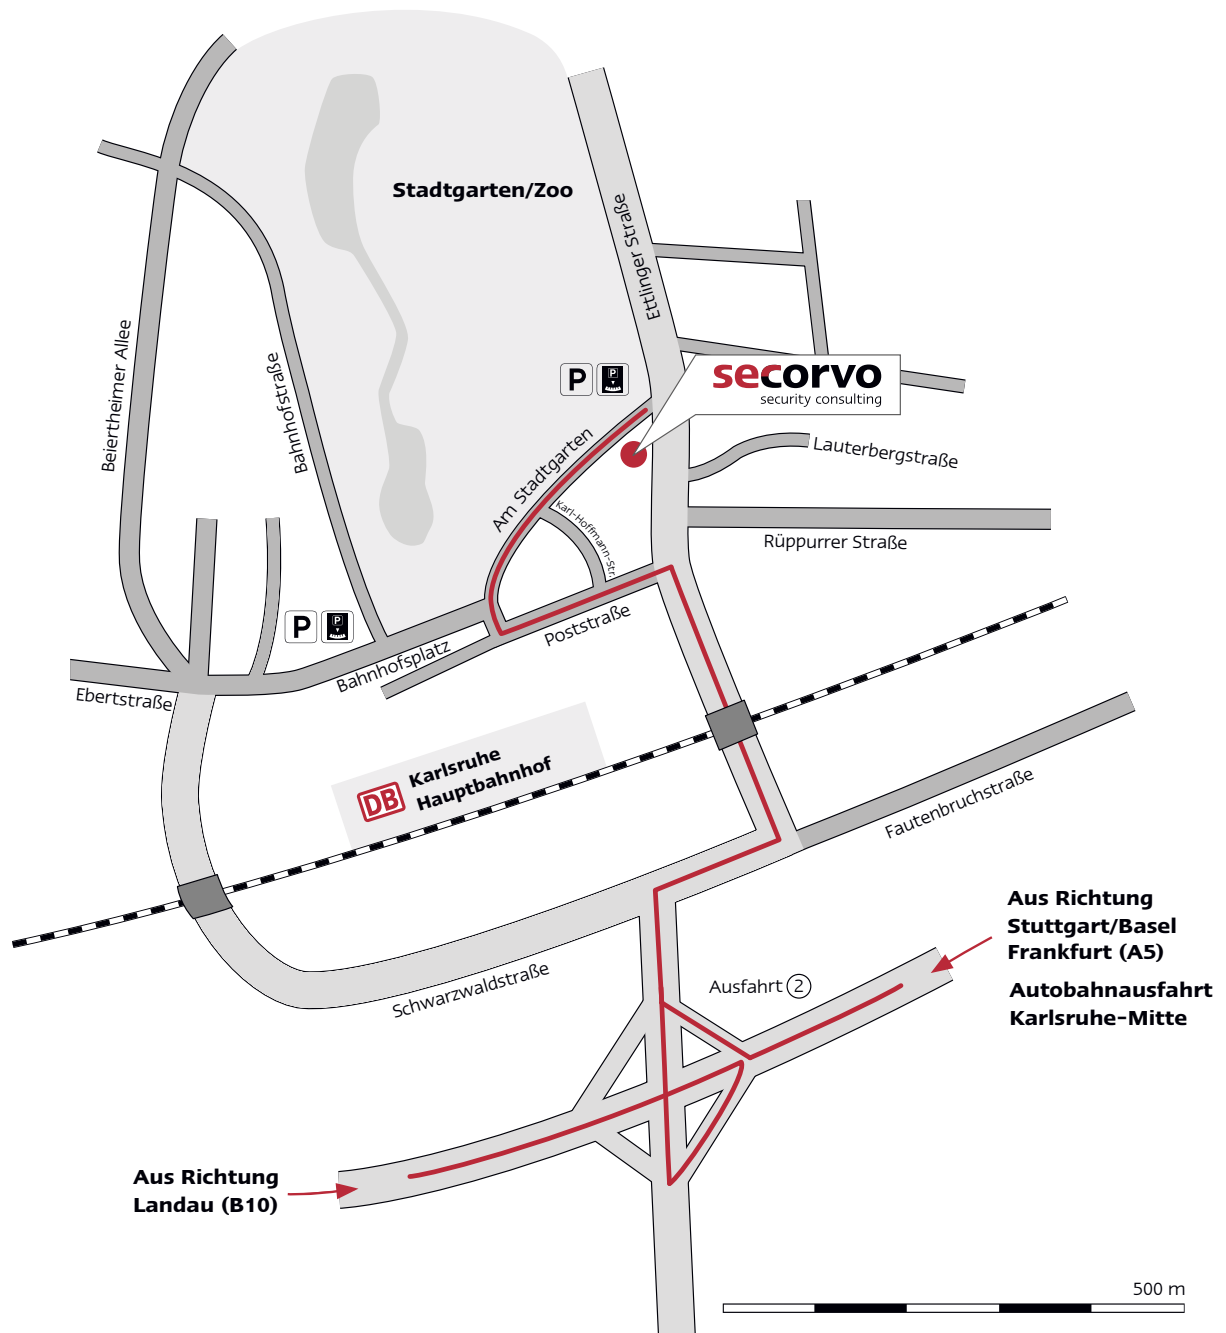 Stadtgarten/Zoo
Ettlinger Straße
Beiertheimer Allee
Bahnhofstraße
P
P
secorvo
security consulting
Am Stadtgarten
Lauterbergstraße
Karl-Hoffmann-Str.
Rüppurrer Straße
P
P
Poststraße
Bahnhofsplatz
Ebertstraße
DB
Karlsruhe
Hauptbahnhof
Fautenbruchstraße
Aus Richtung
Stuttgart/Basel
Frankfurt (A5)
Autobahnausfahrt
Karlsruhe-Mitte
Schwarzwaldstraße
Ausfahrt 2
Aus Richtung
Landau (B10)
500 m